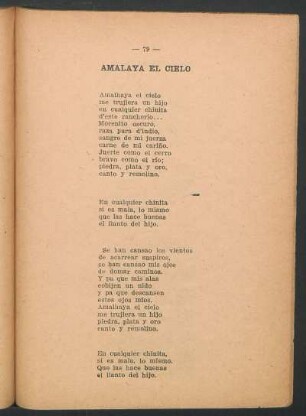 — 79 —
AMALAYA EL CIELO
Amalhaya el cielo
me trujiera un hijo
en cualquier chinita
d'este rancherío...
Morenito oscuro,
raza pura d'indio,
sangre de mi juerza
carne de mi cariño.
Juerte como el cerro
bravo como el río;
piedra, plata y oro,
canto y remolina.
En cualquier chinita
si es mala, lo mismo
que las hace buenas
el llanto del hijo.
Se han causao los vientos
de acarrear suspiros,
se han causao mis ojos
de domar caminos.
Y pa que mis alas
cobijen un nido
y pa que descansen
estos ojos míos.
Amalhaya el cielo
me trujiera un hijo
piedra, plata y oro
canto y remolina.
En cualquier chinita,
si es mala, lo mismo.
Que las hace buenas
el llanto del hijo.